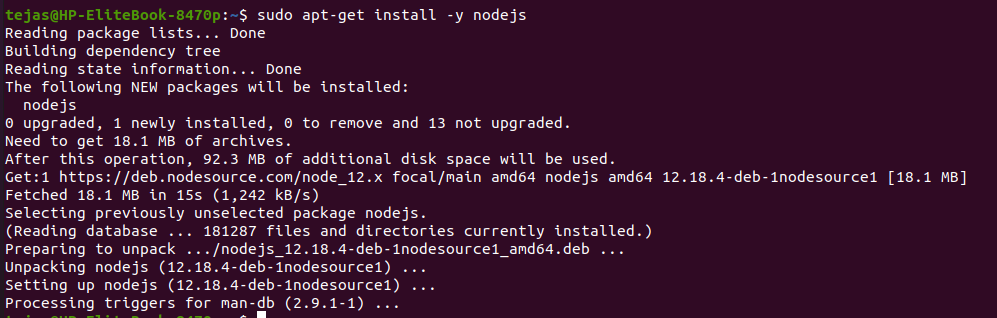 tejas@HP-EliteBook-8470p:~$ sudo apt-get install -y nodejs
Reading package lists... Done
Building dependency tree
Reading state information... Done
The following NEW packages will be installed:
  nodejs
0 upgraded, 1 newly installed, 0 to remove and 13 not upgraded.
Need to get 18.1 MB of archives.
After this operation, 92.3 MB of additional disk space will be used.
Get:1 https://deb.nodesource.com/node_12.x focal/main amd64 nodejs amd64 12.18.4-deb-1nodesource1 [18.1 MB]
Fetched 18.1 MB in 15s (1,242 kB/s)
Selecting previously unselected package nodejs.
(Reading database ... 181287 files and directories currently installed.)
Preparing to unpack .../nodejs_12.18.4-deb-1nodesource1_amd64.deb ...
Unpacking nodejs (12.18.4-deb-1nodesource1) ...
Setting up nodejs (12.18.4-deb-1nodesource1) ...
Processing triggers for man-db (2.9.1-1) ...
tejas@HP-EliteBook-8470p:~$